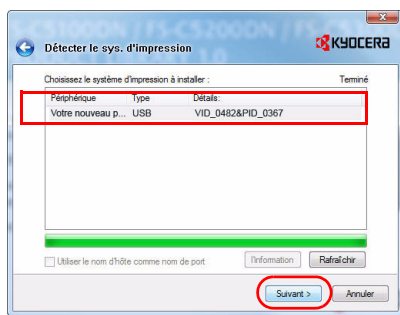 Détecter le sys. d'impression
KYOCERA
Choisissez le système d'impression à installer :
Terminé
Périphérique Type Détails:
Votre nouveau p... USB VID_0482&PID_0367
Utiliser le nom d'hôte comme nom de port
l'Information
Rafraîchir
Suivant >
Annuler